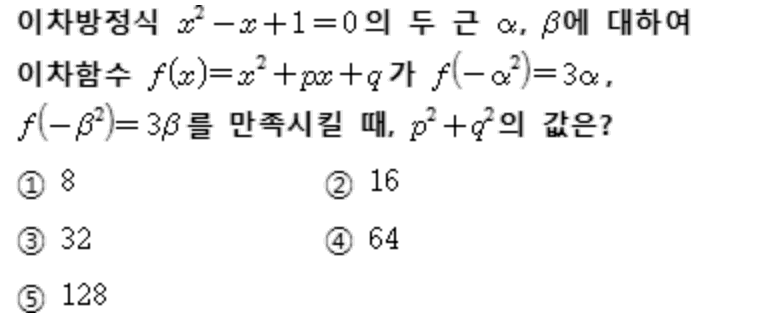 이차방정식 x²-x+1=0의 두 근 α, β에 대하여
이차함수 f(x)=x²+px+q가 f(-α²)=3α,
f(-β²)=3β를 만족시킬 때, p²+q²의 값은?
① 8 ② 16
③ 32 ④ 64
⑤ 128